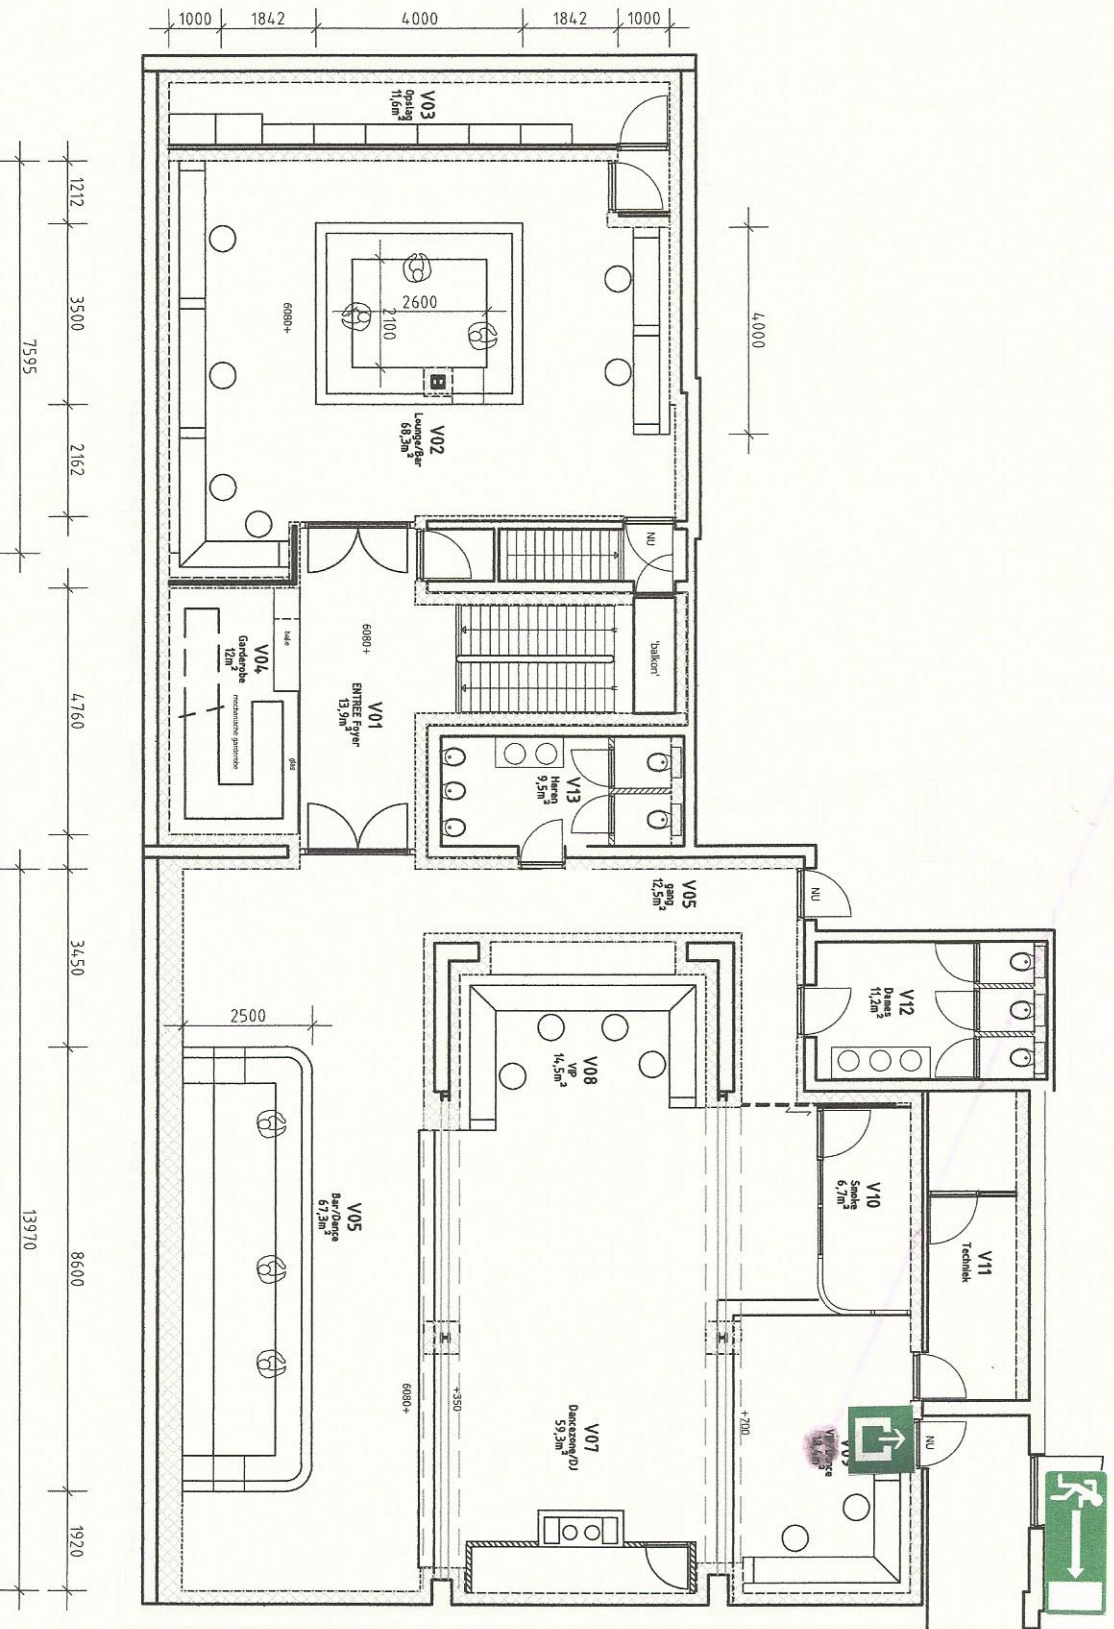 1000
1842
4000
1842
1000
V03
Opslag
11,6m²
1212
3500
2162
7595
4760
3450
8600
1920
13970
4000
2600
2100
6080+
V02
Lounge/Bar
68,3m²
NU
'balkon'
balie
V04
Garderobe
12m²
mechanische garderobe
glas
6080+
V01
ENTREE Foyer
13,9m²
V13
Heren
9,5m²
V05
gang
12,5m²
NU
V12
Dames
11,2m²
2500
V08
VIP
14,5m²
V10
Smoke
6,7m²
V11
Techniek
V05
Bar/Dance
67,3m²
6080+
+350
V07
Dancezone/DJ
59,3m²
+700
V09
NU